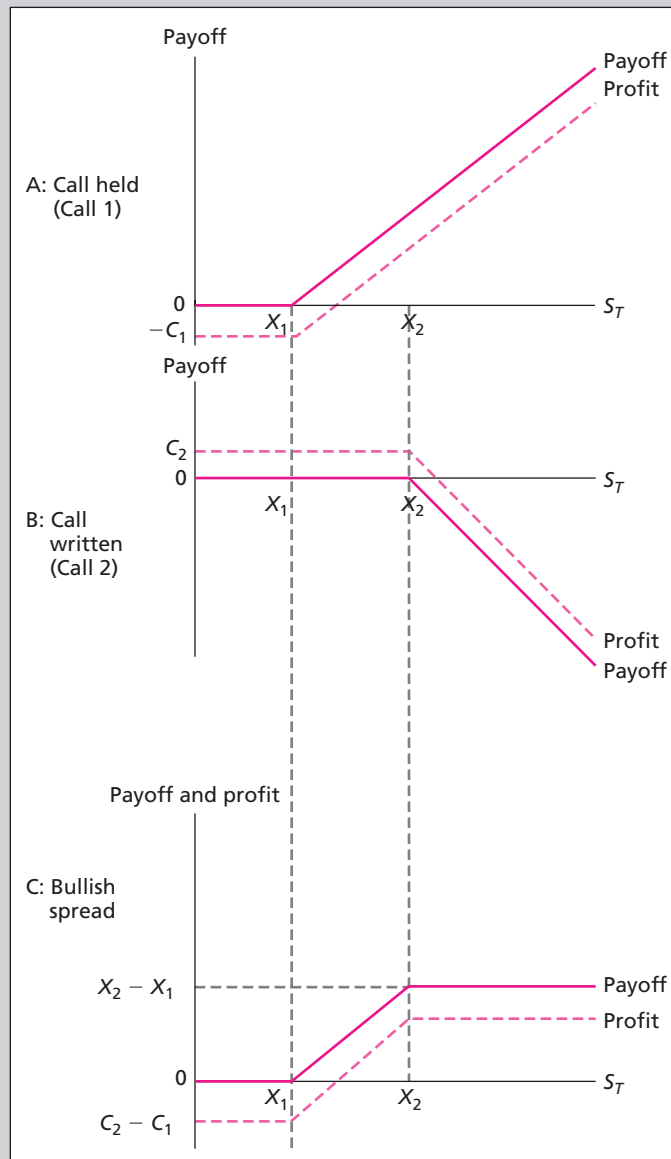 Payoff
Payoff
Profit
A: Call held
(Call 1)
0
X₁
X₂
Sₜ
−C₁
Payoff
C₂
0
X₁
X₂
Sₜ
B: Call
written
(Call 2)
Profit
Payoff
Payoff and profit
C: Bullish
spread
X₂ − X₁
Payoff
Profit
0
X₁
X₂
Sₜ
C₂ − C₁